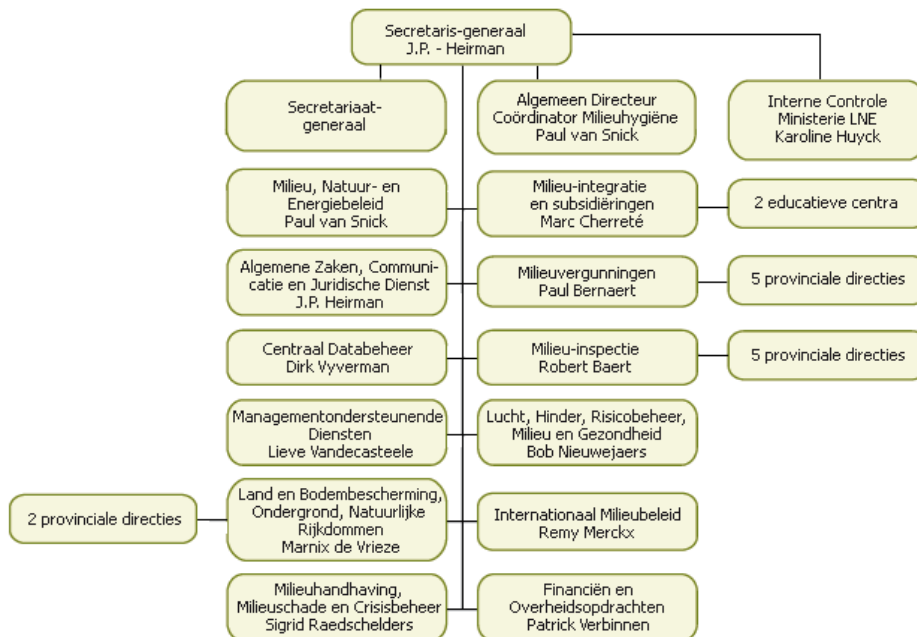 Secretaris-generaal
J.P. - Heirman
Secretariaat-
generaal
Algemeen Directeur
Coördinator Milieuhygiëne
Paul van Snick
Interne Controle
Ministerie LNE
Karoline Huyck
Milieu, Natuur- en
Energiebeleid
Paul van Snick
Milieu-integratie
en subsidiëringen
Marc Cherreté
2 educatieve centra
Algemene Zaken, Communi-
catie en Juridische Dienst
J.P. Heirman
Milieuvergunningen
Paul Bernaert
5 provinciale directies
Centraal Databeheer
Dirk Vyverman
Milieu-inspectie
Robert Baert
5 provinciale directies
Managementondersteunende
Diensten
Lieve Vandecasteele
Lucht, Hinder, Risicobeheer,
Milieu en Gezondheid
Bob Nieuwejaers
2 provinciale directies
Land en Bodembescherming,
Ondergrond, Natuurlijke
Rijkdommen
Marnix de Vrieze
Internationaal Milieubeleid
Remy Merckx
Milieuhandhaving,
Milieuschade en Crisisbeheer
Sigrid Raedschelders
Financiën en
Overheidsopdrachten
Patrick Verbinnen